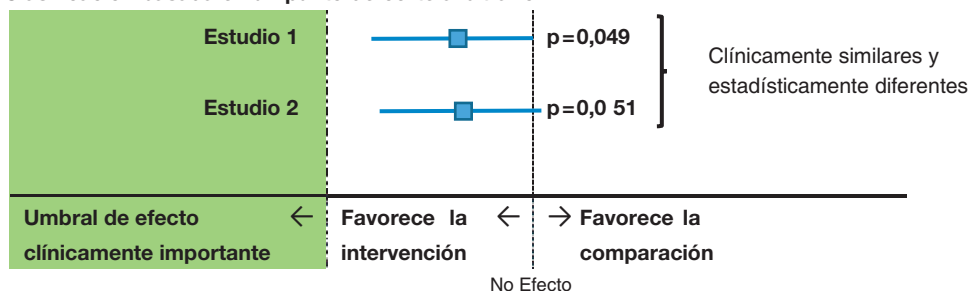 Estudio 1
p=0,049
Clínicamente similares y
estadísticamente diferentes
Estudio 2
p=0,0 51
Umbral de efecto ←
clínicamente importante
Favorece la ←
intervención
→ Favorece la
comparación
No Efecto